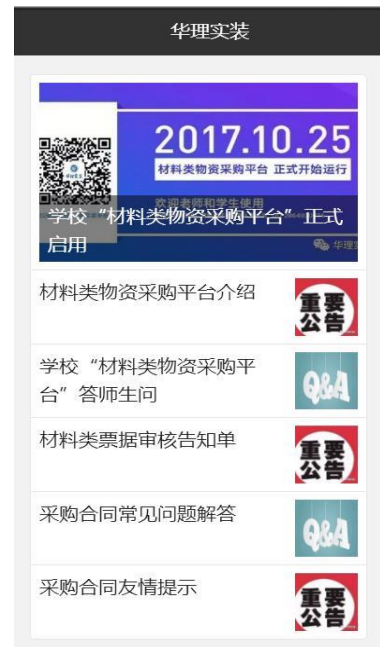 华理实装
2017.10.25
材料类物资采购平台 正式开始运行
欢迎老师和学生使用
学校“材料类物资采购平台”正式
启用
华理
材料类物资采购平台介绍
重要
公告
学校“材料类物资采购平
台”答师生问
Q&A
材料类票据审核告知单
重要
公告
采购合同常见问题解答
Q&A
采购合同友情提示
重要
公告